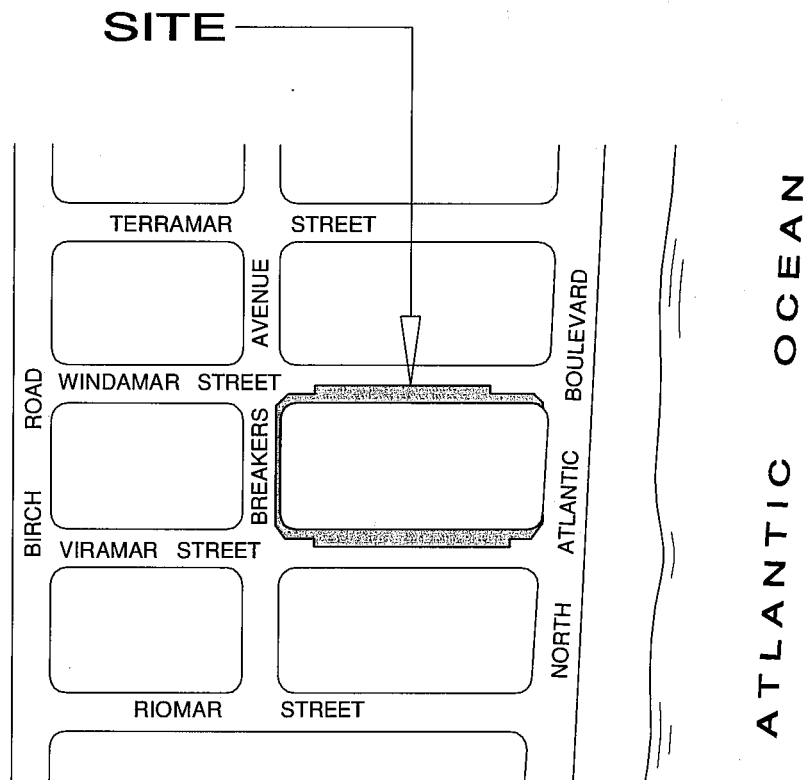 SITE
TERRAMAR STREET
AVENUE
BOULEVARD
WINDAMAR STREET
ROAD
BREAKERS
BIRCH
ATLANTIC
VIRAMAR STREET
NORTH
RIOMAR STREET
ATLANTIC OCEAN